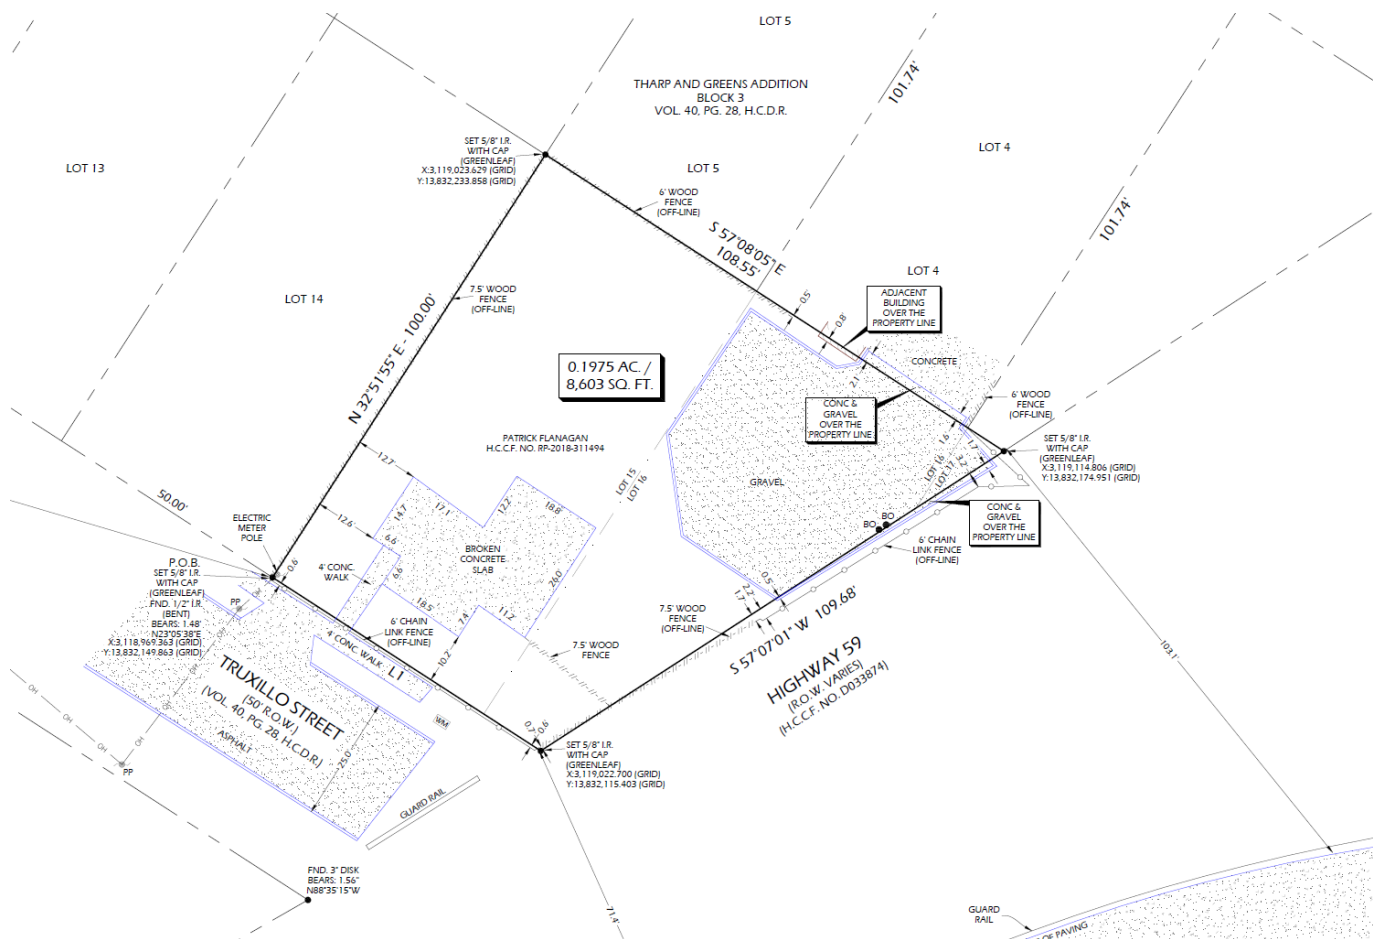 LOT 5
THARP AND GREENS ADDITION
BLOCK 3
VOL. 40, PG. 28, H.C.D.R.
101.74'
LOT 4
101.74'
LOT 13
SET 5/8" I.R.
WITH CAP
(GREENLEAF)
X:3,119,023.629 (GRID)
Y:13,832,233.858 (GRID)
LOT 5
6' WOOD
FENCE
(OFF-LINE)
S 57°08'05" E
108.55'
LOT 4
LOT 14
7.5' WOOD
FENCE
(OFF-LINE)
N 32°51'55" E - 100.00'
0.5'
0.8'
ADJACENT
BUILDING
OVER THE
PROPERTY LINE
CONCRETE
2.1
0.1975 AC. /
8,603 SQ. FT.
CONC &
GRAVEL
OVER THE
PROPERTY LINE
6' WOOD
FENCE
(OFF-LINE)
1.6
1.7
3.2
SET 5/8" I.R.
WITH CAP
(GREENLEAF)
X:3,119,114.806 (GRID)
Y:13,832,174.951 (GRID)
PATRICK FLANAGAN
H.C.C.F. NO. RP-2018-311494
LOT 15
LOT 16
LOT 16
LOT 17
GRAVEL
BO
BO
CONC &
GRAVEL
OVER THE
PROPERTY LINE
6' CHAIN
LINK FENCE
(OFF-LINE)
12.7'
50.00'
ELECTRIC
METER
POLE
12.6'
14.7
17.1'
12.2'
18.8'
6.6
6.6
BROKEN
CONCRETE
SLAB
26.0'
4' CONC.
WALK
0.6
P.O.B.
SET 5/8" I.R.
WITH CAP
(GREENLEAF)
FND. 1/2" I.R.
(BENT)
BEARS: 1.48'
N23°05'38"E
X:3,118,969.363 (GRID)
Y:13,832,149.863 (GRID)
PP
OH
18.5'
7.4
11.2'
10.2'
6' CHAIN
LINK FENCE
(OFF-LINE)
4' CONC. WALK
L1
7.5' WOOD
FENCE
7.5' WOOD
FENCE
(OFF-LINE)
0.5'
2.2'
1.7'
S 57°07'01" W 109.68'
HIGHWAY 59
(R.O.W. VARIES)
(H.C.C.F. NO. D033874)
103.1'
TRUXILLO STREET
(50' R.O.W.)
(VOL. 40, PG. 28, H.C.D.R.)
ASPHALT
25.0'
WM
0.7
0.6
SET 5/8" I.R.
WITH CAP
(GREENLEAF)
X:3,119,022.700 (GRID)
Y:13,832,115.403 (GRID)
OH
OH
OH
OH
OH
PP
GUARD RAIL
FND. 3" DISK
BEARS: 1.56'
N88°35'15"W
71.4'
GUARD
RAIL
OF PAVING